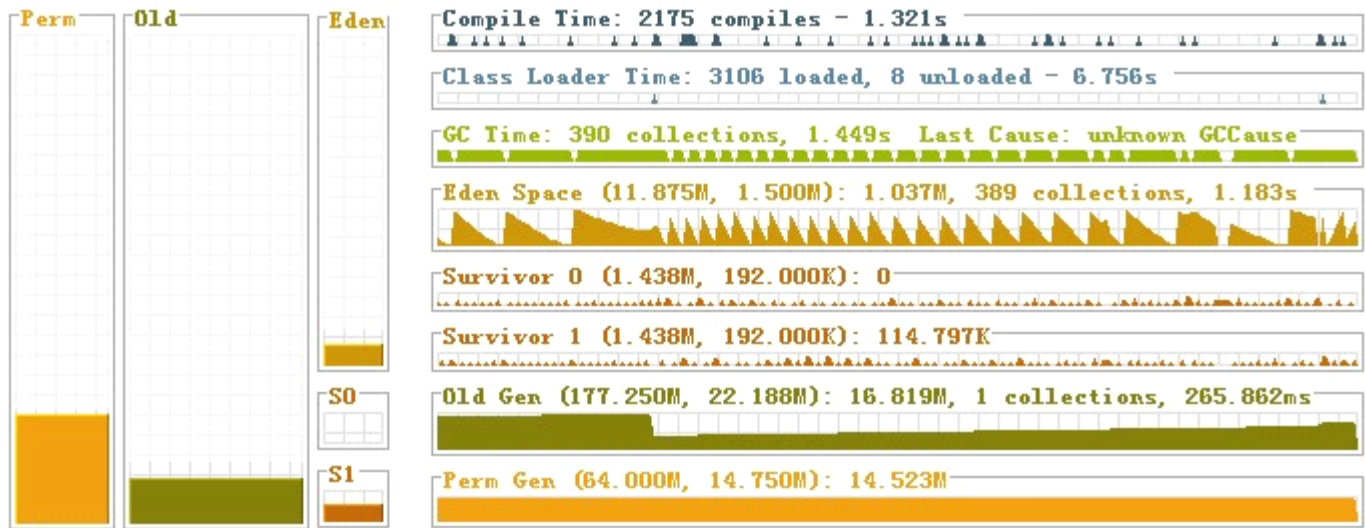 Perm
Old
Eden
S0
S1
Compile Time: 2175 compiles - 1.321s
Class Loader Time: 3106 loaded, 8 unloaded - 6.756s
GC Time: 390 collections, 1.449s Last Cause: unknown GCCause
Eden Space (11.875M, 1.500M): 1.037M, 389 collections, 1.183s
Survivor 0 (1.438M, 192.000K): 0
Survivor 1 (1.438M, 192.000K): 114.797K
Old Gen (177.250M, 22.188M): 16.819M, 1 collections, 265.862ms
Perm Gen (64.000M, 14.750M): 14.523M